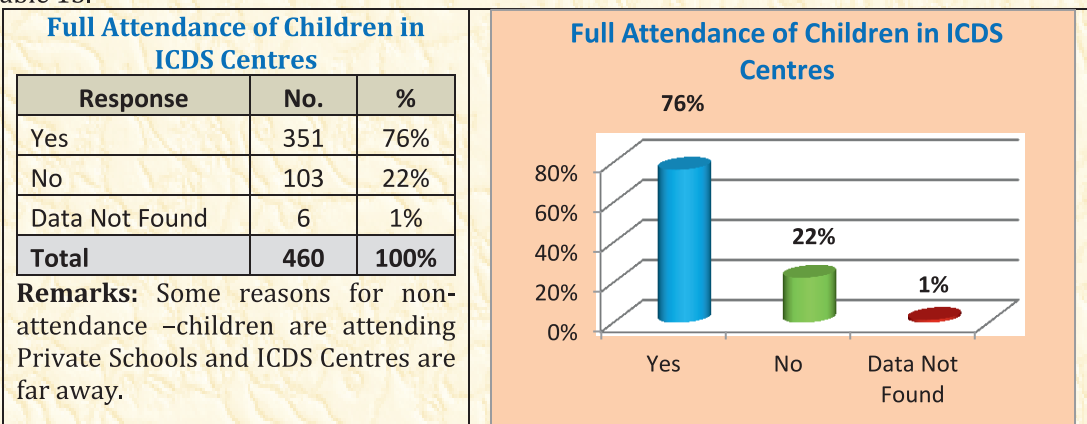 Full Attendance of Children in
ICDS Centres
Response No. %
Yes 351 76%
No 103 22%
Data Not Found 6 1%
Total 460 100%
Remarks: Some reasons for non-
attendance –children are attending
Private Schools and ICDS Centres are
far away.
Full Attendance of Children in ICDS
Centres
76%
80%
60%
22%
40%
1%
20%
0%
Yes No Data Not
Found